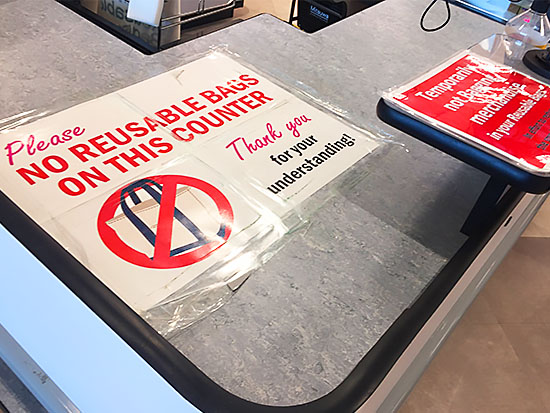 Please
NO REUSABLE BAGS
ON THIS COUNTER
Thank you
for your
understanding!
Temporarily
not Bagging
merchandise
in your Reusable Bags